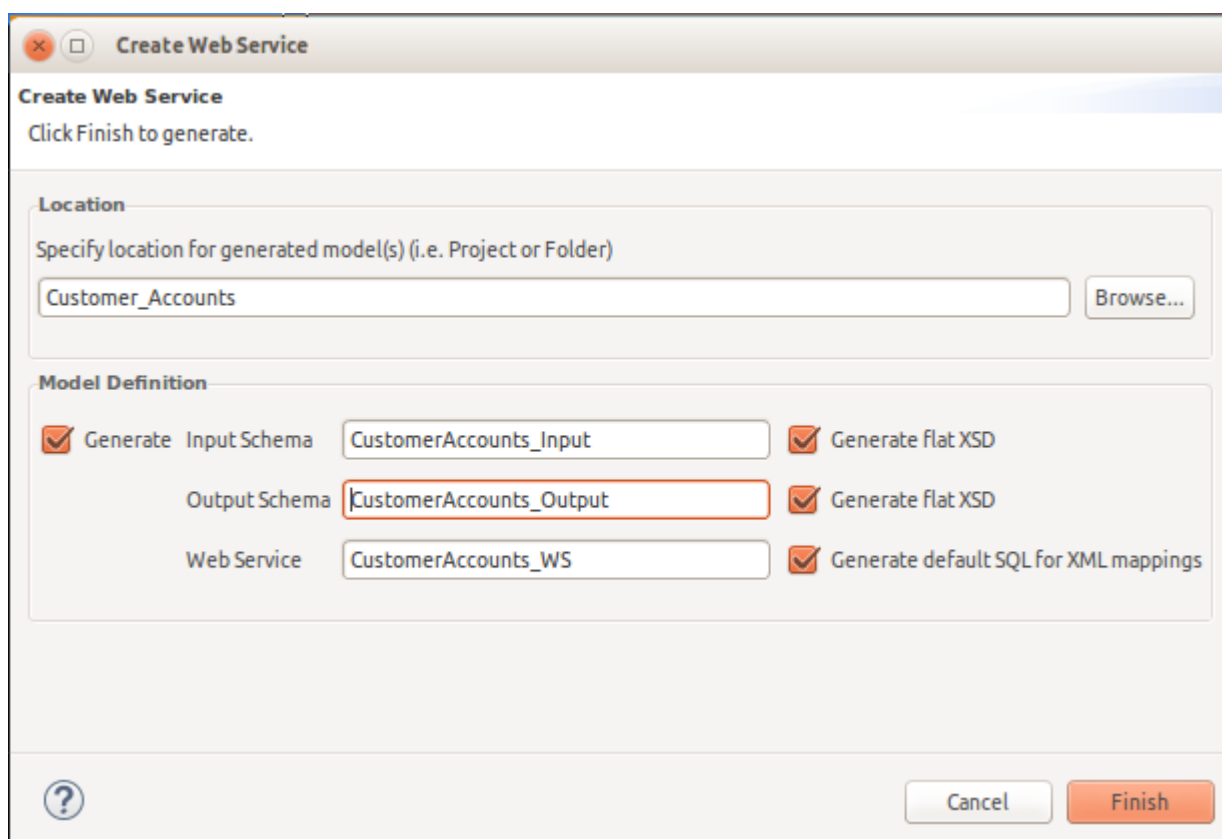 Create Web Service
Create Web Service
Click Finish to generate.
Location
Specify location for generated model(s) (i.e. Project or Folder)
Customer_Accounts Browse...
Model Definition
Generate Input Schema CustomerAccounts_Input Generate flat XSD
Output Schema CustomerAccounts_Output Generate flat XSD
Web Service CustomerAccounts_WS Generate default SQL for XML mappings
? Cancel Finish